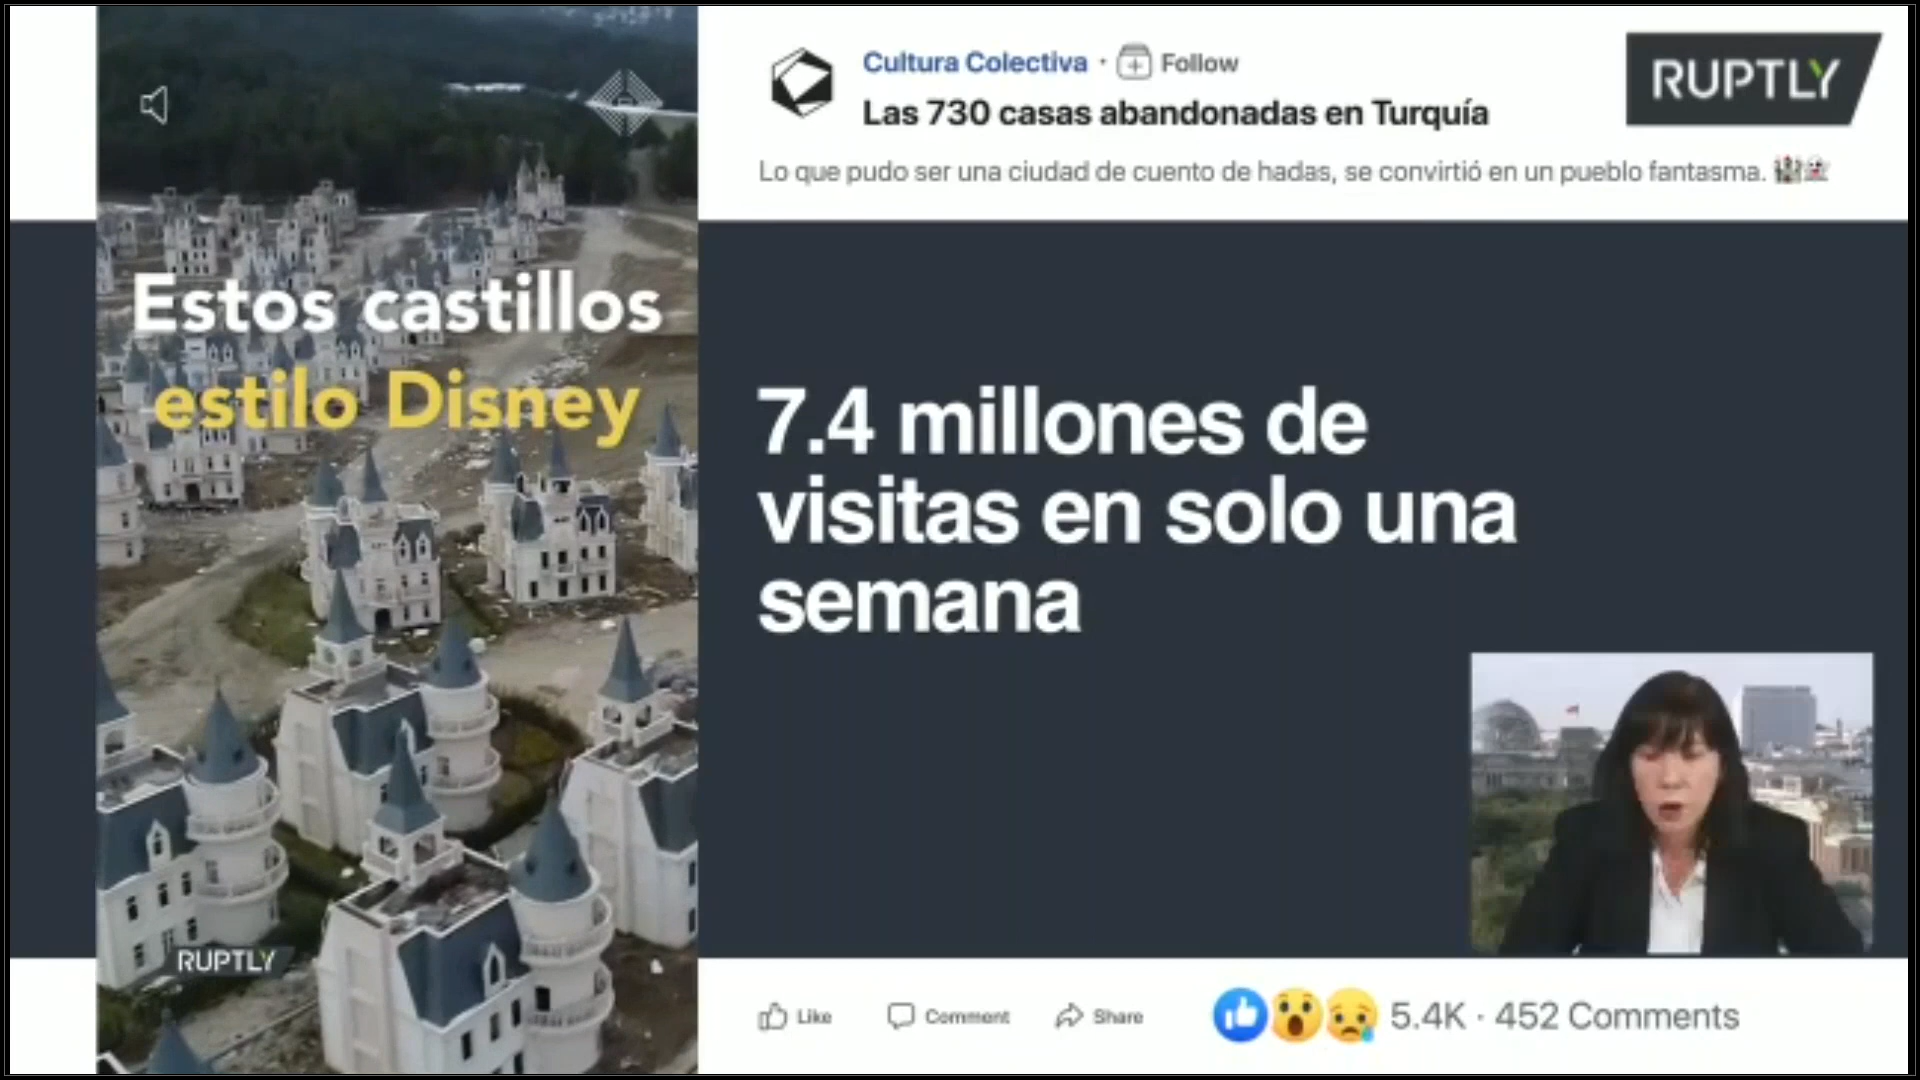 Cultura Colectiva · Follow
Las 730 casas abandonadas en Turquía
Lo que pudo ser una ciudad de cuento de hadas, se convirtió en un pueblo fantasma.
RUPTLY
Estos castillos
estilo Disney
RUPTLY
7.4 millones de
visitas en solo una
semana
Like
Comment
Share
5.4K · 452 Comments